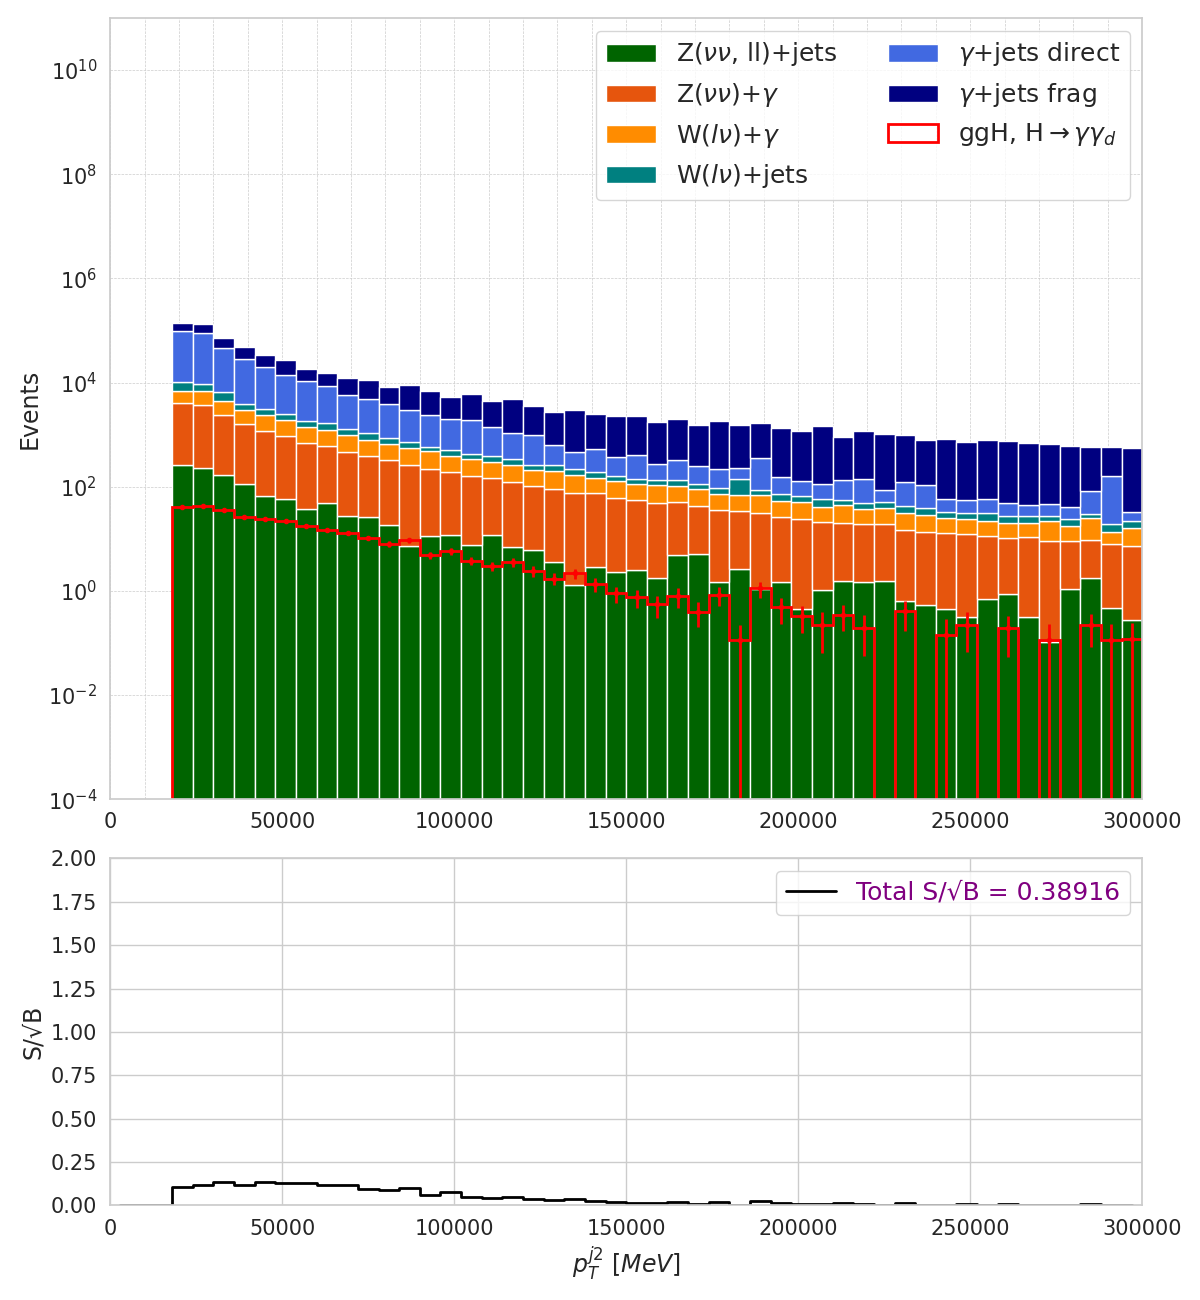 Z(νν, ll)+jets
Z(νν)+γ
W(lν)+γ
W(lν)+jets
γ+jets direct
γ+jets frag
ggH, H→γγ_d
Events
10^10
10^8
10^6
10^4
10^2
10^0
10^−2
10^−4
0 50000 100000 150000 200000 250000 300000
Total S/√B = 0.38916
S/√B
2.00
1.75
1.50
1.25
1.00
0.75
0.50
0.25
0.00
0 50000 100000 150000 200000 250000 300000
p_T^j2 [MeV]